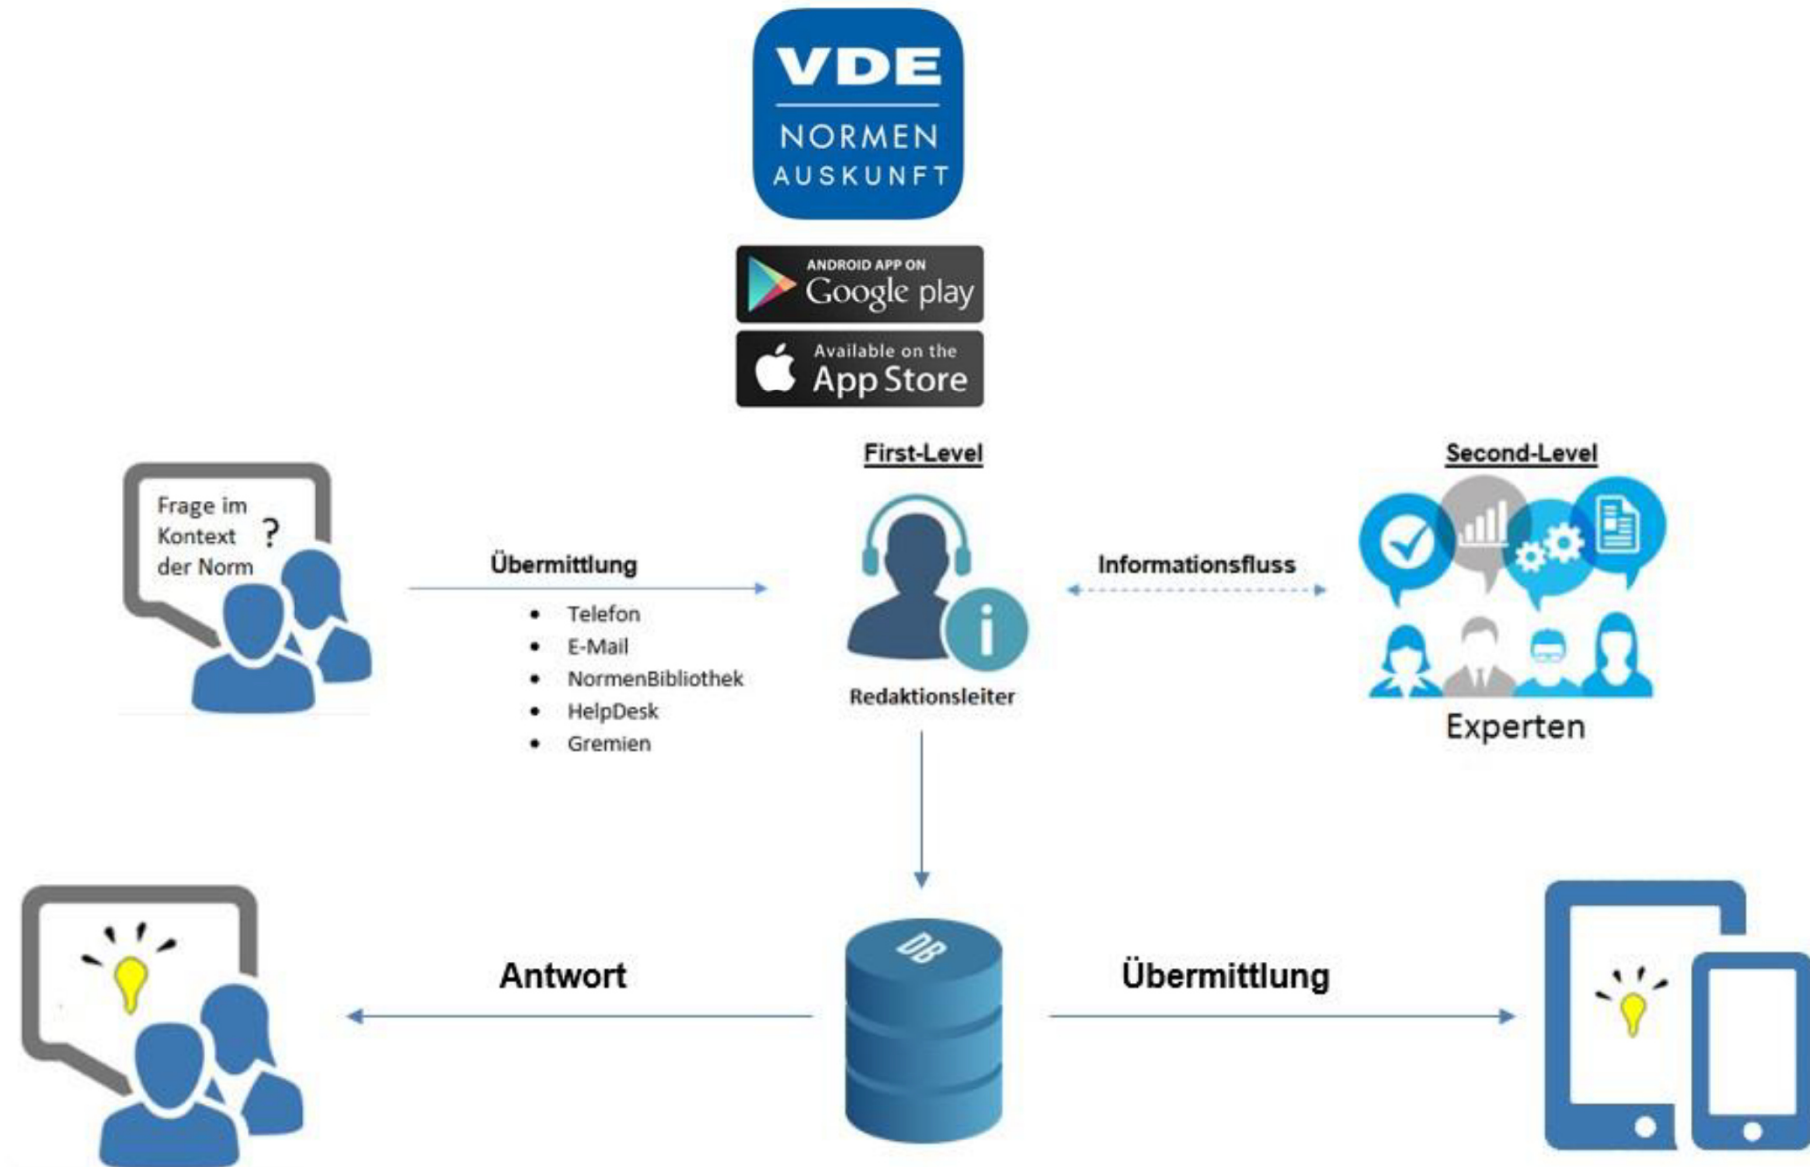 VDE
NORMEN
AUSKUNFT
ANDROID APP ON
Google play
Available on the
App Store
First-Level
Second-Level
Frage im
Kontext ?
der Norm
Übermittlung
• Telefon
• E-Mail
• NormenBibliothek
• HelpDesk
• Gremien
i
Redaktionsleiter
Informationsfluss
Experten
Antwort
DB
Übermittlung